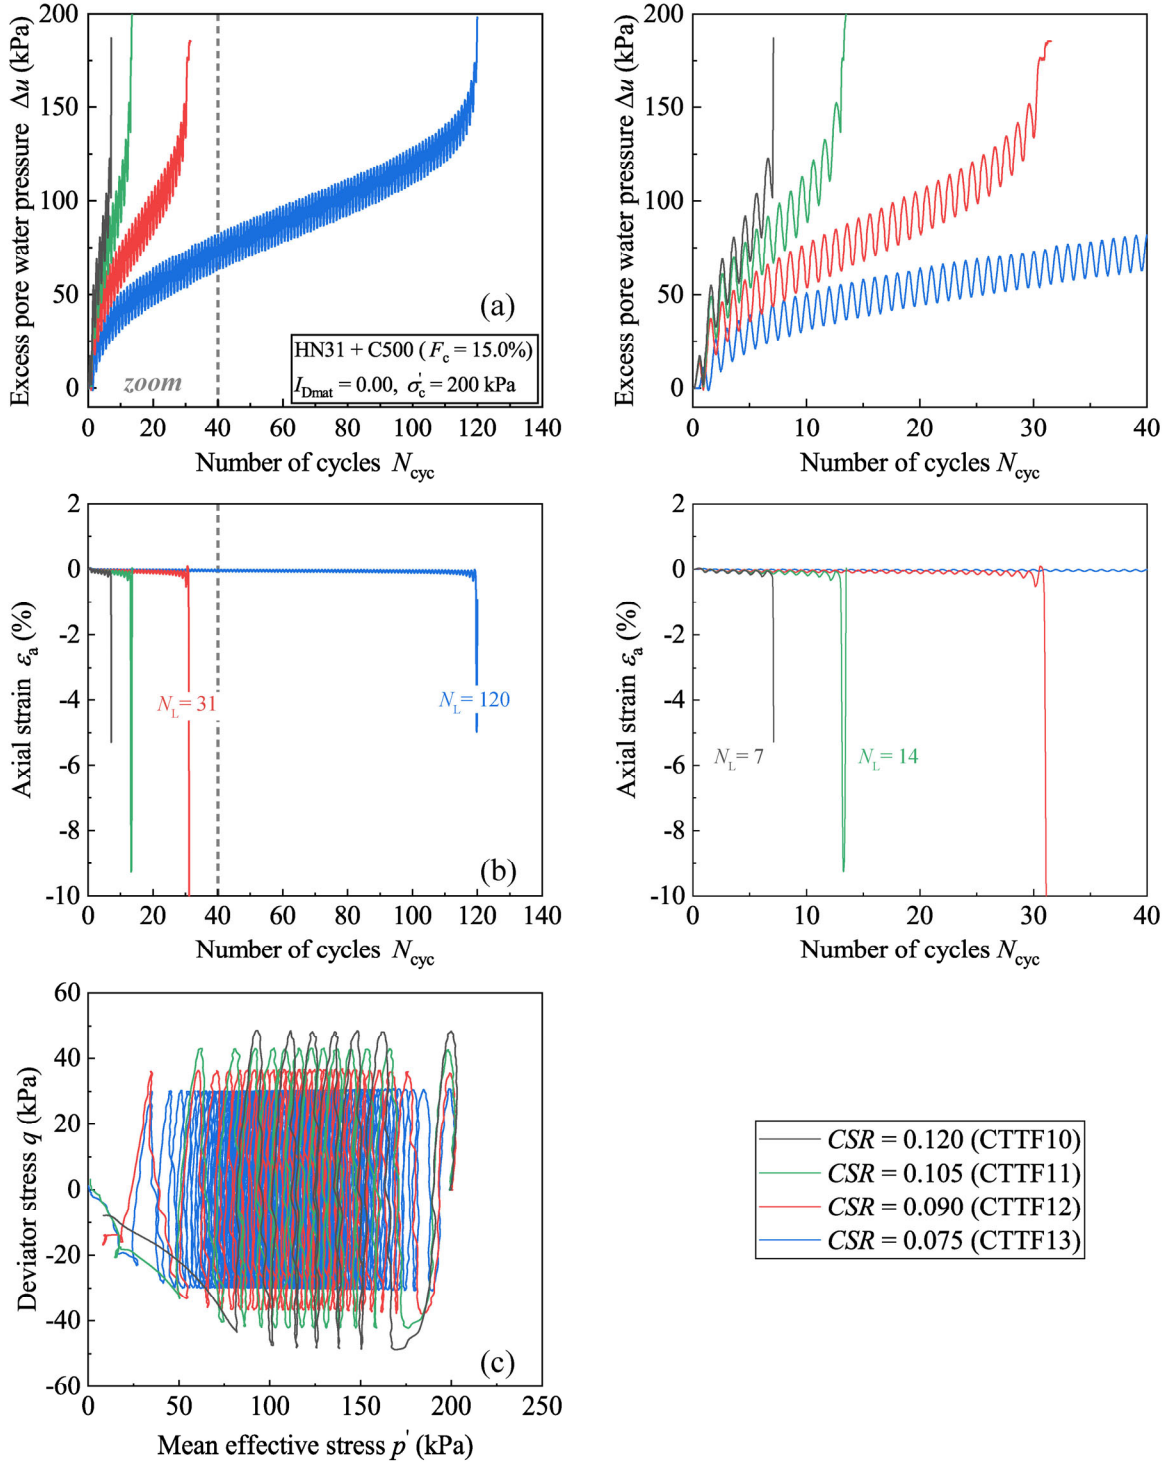 200
150
100
50
0
Excess pore water pressure Δu (kPa)
(a)
HN31 + C500 ( Fc = 15.0%)
IDmat = 0.00, σ'c = 200 kPa
zoom
0 20 40 60 80 100 120 140
Number of cycles Ncyc
200
150
100
50
0
Excess pore water pressure Δu (kPa)
0 10 20 30 40
Number of cycles Ncyc
2
0
-2
-4
-6
-8
-10
Axial strain εa (%)
NL = 31
NL = 120
(b)
0 20 40 60 80 100 120 140
Number of cycles Ncyc
2
0
-2
-4
-6
-8
-10
Axial strain εa (%)
NL = 7
NL = 14
0 10 20 30 40
Number of cycles Ncyc
60
40
20
0
-20
-40
-60
Deviator stress q (kPa)
(c)
0 50 100 150 200 250
Mean effective stress p' (kPa)
CSR = 0.120 (CTTF10)
CSR = 0.105 (CTTF11)
CSR = 0.090 (CTTF12)
CSR = 0.075 (CTTF13)